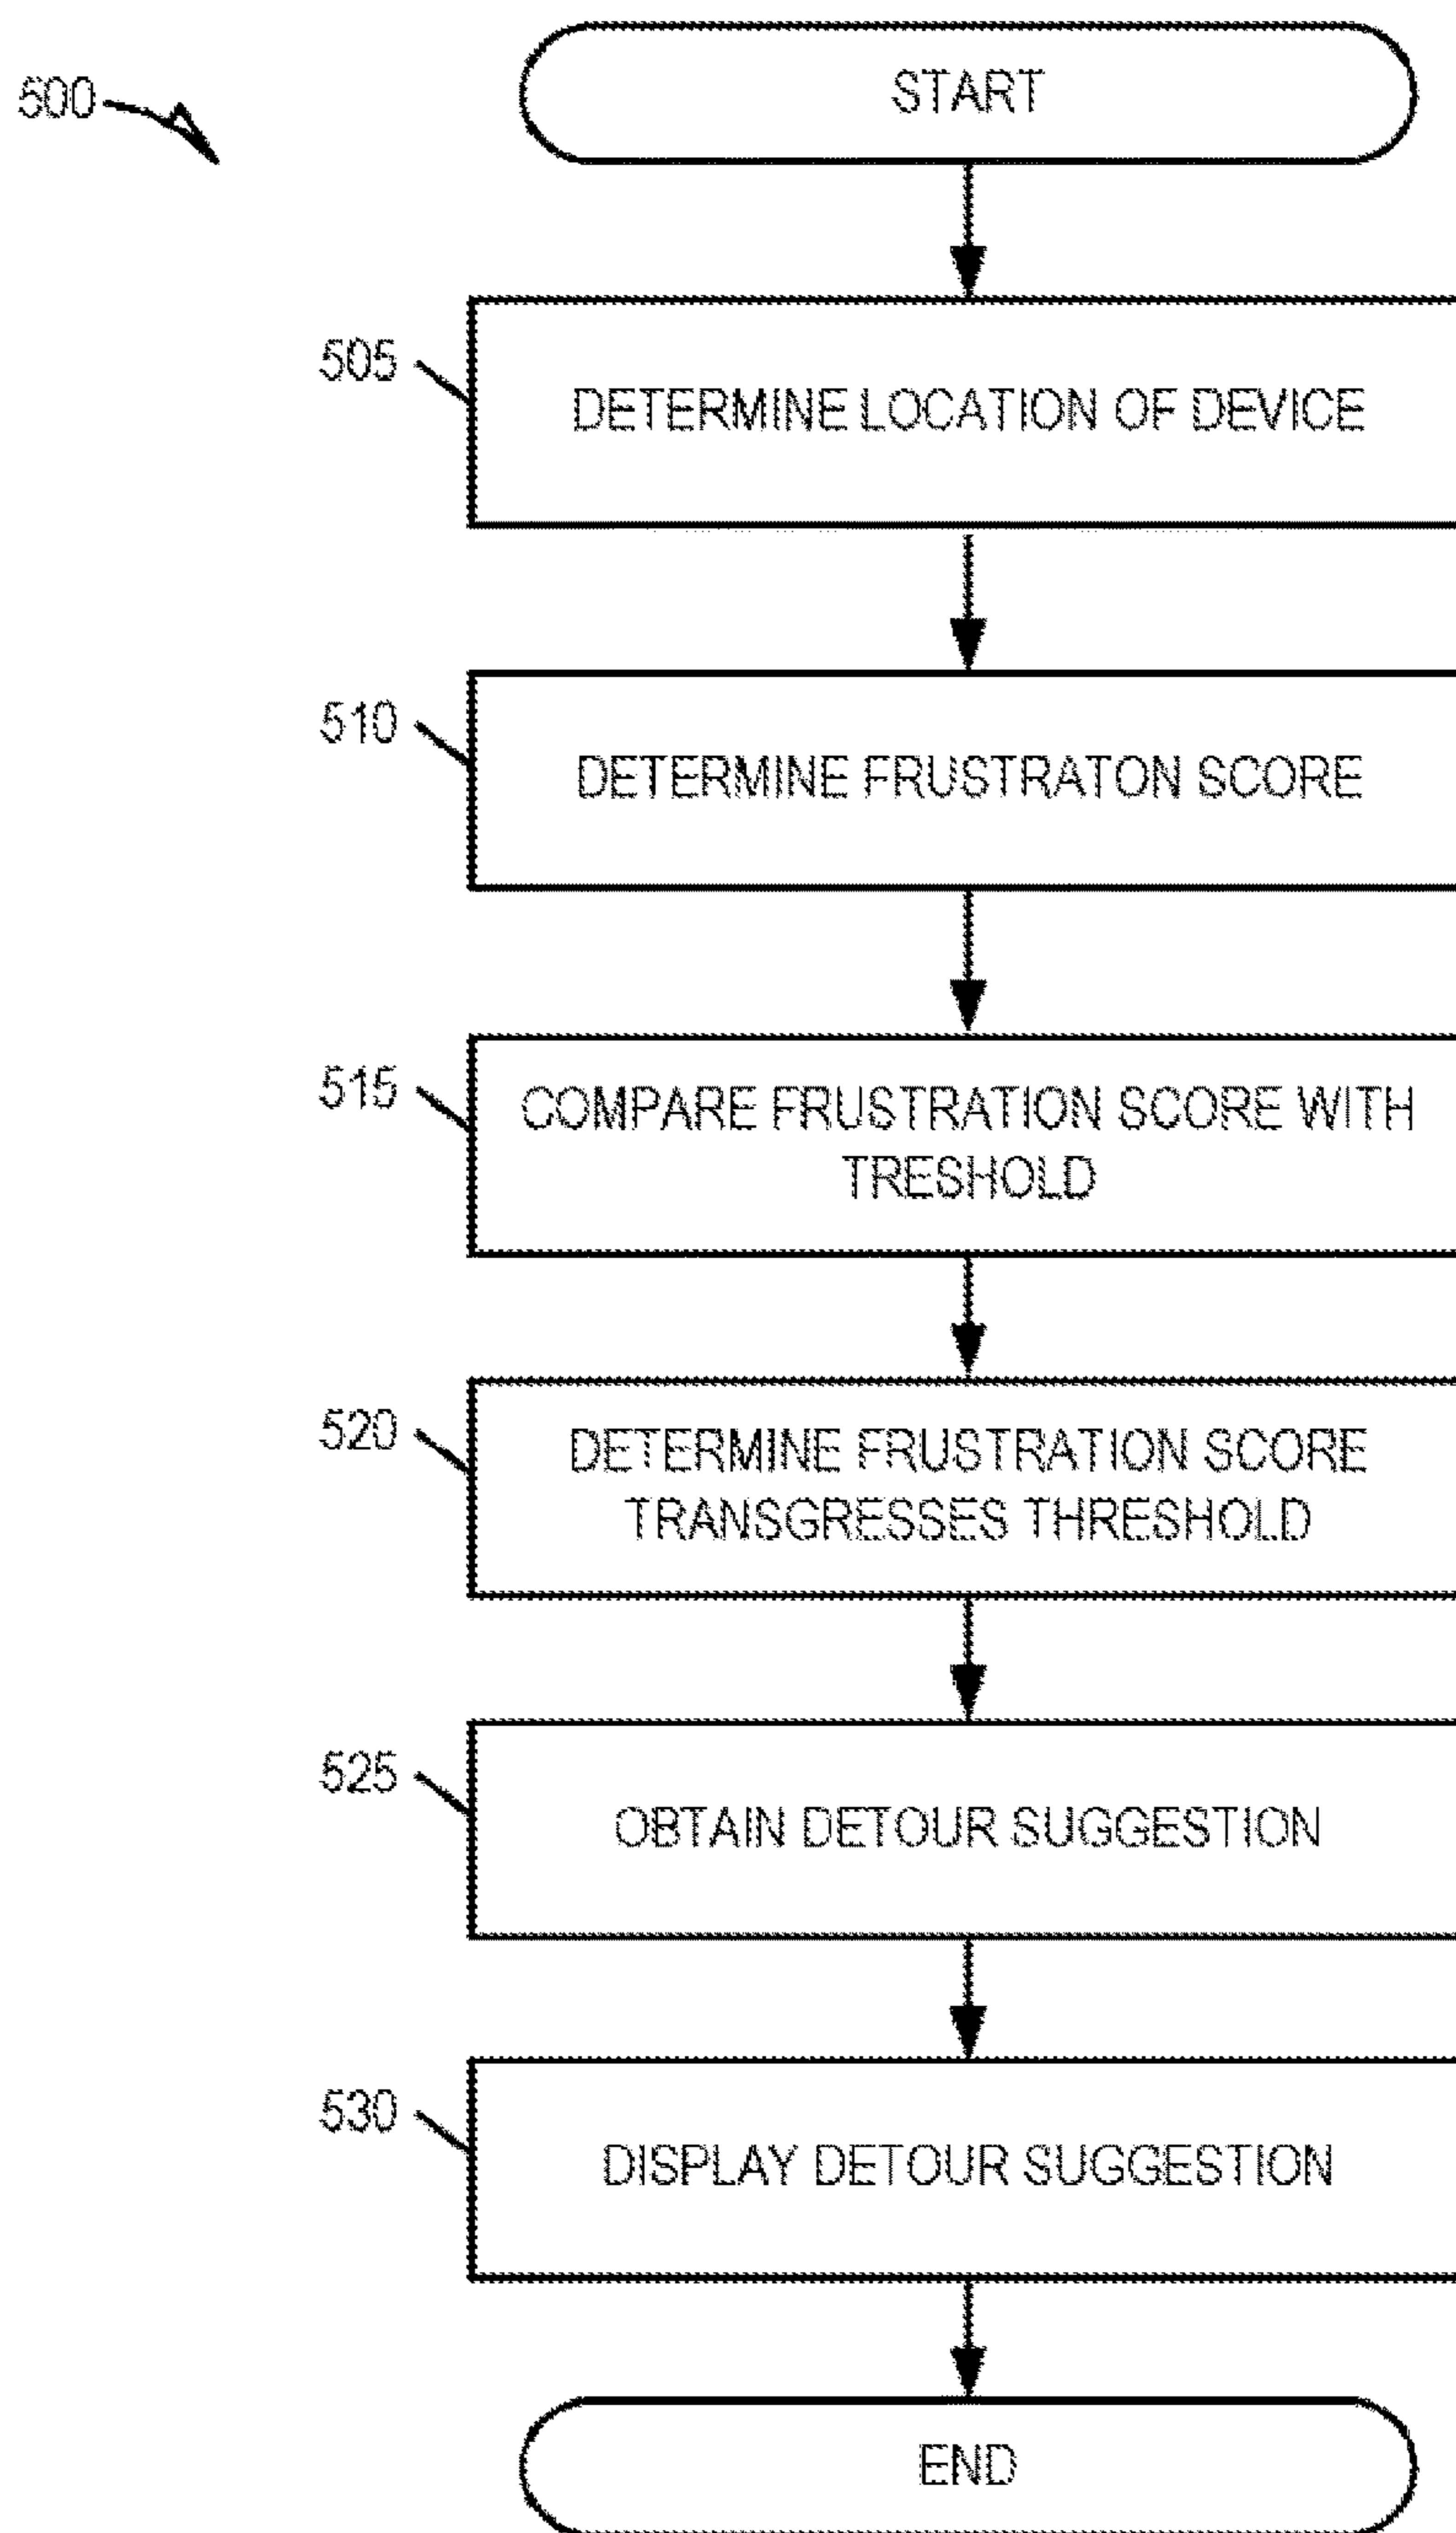 500
START
505
DETERMINE LOCATION OF DEVICE
510
DETERMINE FRUSTRATON SCORE
515
COMPARE FRUSTRATION SCORE WITH
TRESHOLD
520
DETERMINE FRUSTRATION SCORE
TRANSGRESSES THRESHOLD
525
OBTAIN DETOUR SUGGESTION
530
DISPLAY DETOUR SUGGESTION
END